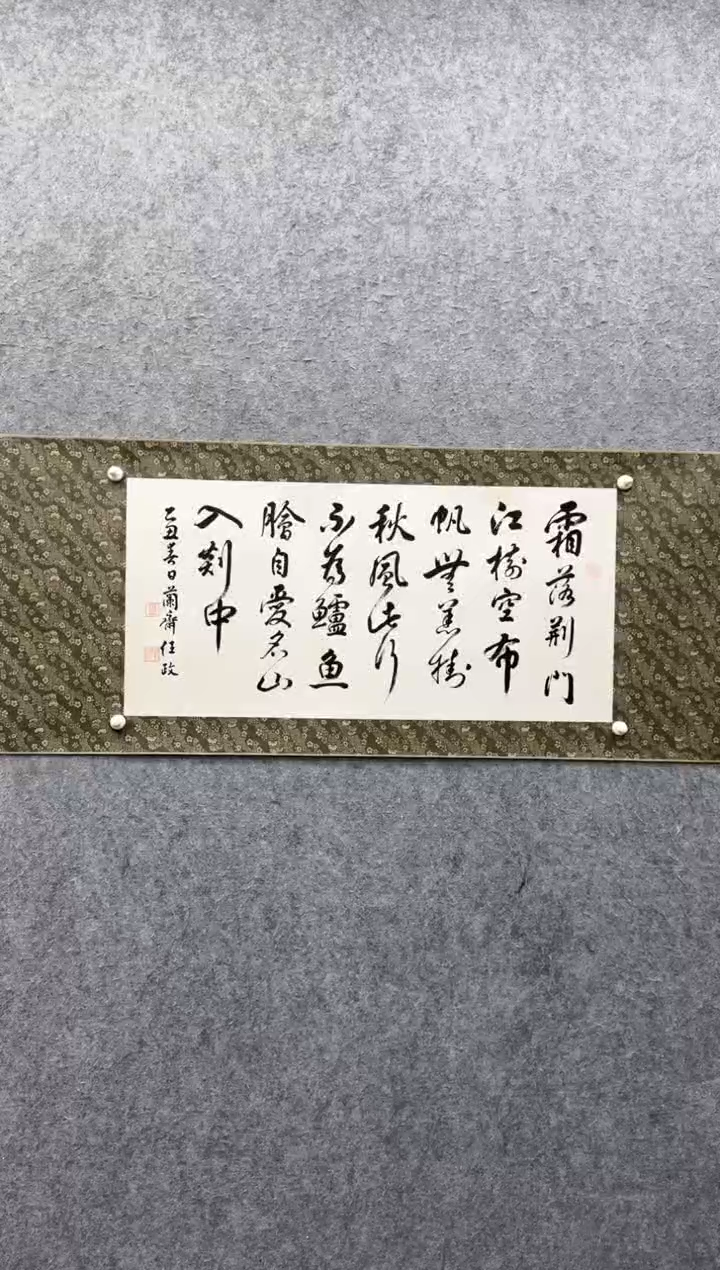 霜落荆門
江樹空布
帆無恙掛
秋風此行
不為鱸魚
膾自愛名山
入剡中
乙丑春日蘭齋任政